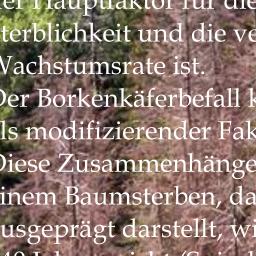 der Hauptfaktor für die
terblichkeit und die ve
Wachstumsrate ist.
Der Borkenkäferbefall k
ls modifizierender Fak
Diese Zusammenhänge
inem Baumsterben, da
usgeprägt darstellt, wi